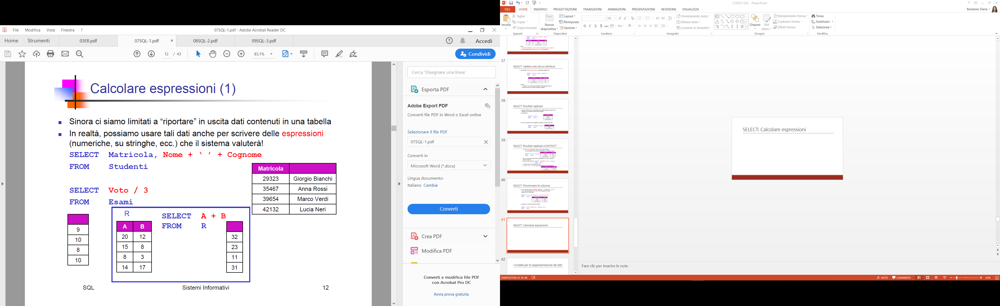 File Modifica Vista Finestra ?
07SQL-1.pdf - Adobe Acrobat Reader DC
Home Strumenti 03ER.pdf 07SQL-1.pdf × 08SQL-2.pdf 09SQL-3.pdf Accedi
12 / 43 83,1% Condividi
Calcolare espressioni (1)
Sinora ci siamo limitati a “riportare” in uscita dati contenuti in una tabella
In realtà, possiamo usare tali dati anche per scrivere delle espressioni
(numeriche, su stringhe, ecc.) che il sistema valuterà!
SELECT Matricola, Nome + ‘ ’ + Cognome
FROM Studenti
Matricola
29323 Giorgio Bianchi
35467 Anna Rossi
39654 Marco Verdi
42132 Lucia Neri
SELECT Voto / 3
FROM Esami
9
10
8
10
R
A B
20 12
15 8
8 3
14 17
SELECT A + B
FROM R
32
23
11
31
SQL Sistemi Informativi 12
Cerca 'Disegnare una linea'
Esporta PDF
Adobe Export PDF
Converti file PDF in Word o Excel online
Selezionare il file PDF
07SQL-1.pdf
Converti in
Microsoft Word (*.docx)
Lingua documento:
Italiano Cambia
Converti
Crea PDF
Modifica PDF
Converti e modifica file PDF
con Acrobat Pro DC
Avvia prova gratuita
CORSO SQL - PowerPoint
FILE HOME INSERISCI PROGETTAZIONE TRANSIZIONI ANIMAZIONI PRESENTAZIONE REVISIONE VISUALIZZA
Bonanno Daria
Incolla
Taglia
Copia
Copia formato
Appunti
Nuova
diapositiva
Layout
Reimposta
Sezione
Diapositive
48
G C S S abc AV Aa A
Carattere
Orientamento testo
Allinea testo
Converti in SmartArt
Paragrafo
Disponi
Stili
veloci
Riempimento forma
Contorno forma
Effetti forma
Disegno
Trova
Sostituisci
Seleziona
Modifica
37
SELECT: Vedere solo alcuni attributi
38
SELECT: Risultati replicati
39
SELECT: Risultati replicati e DISTINCT
40
SELECT: Rinominare le colonne
41
SELECT: Calcolare espressioni
42
I modelli per la rappresentazione dei dati
SELECT: Calcolare espressioni
Fare clic per inserire le note
DIAPOSITIVA 41 DI 46
NOTE COMMENTI 33%